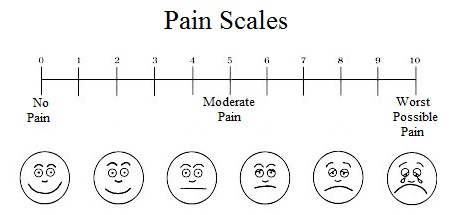 Pain Scales
0 1 2 3 4 5 6 7 8 9 10
No Pain
Moderate Pain
Worst Possible Pain